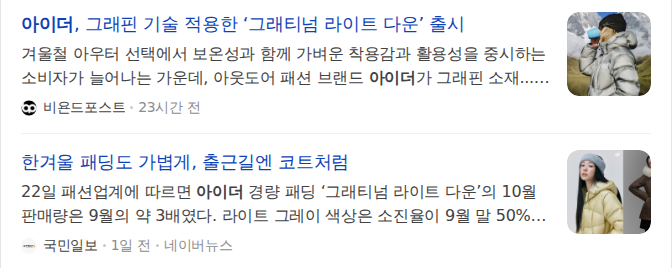 아이더, 그래핀 기술 적용한 ‘그래티넘 라이트 다운’ 출시
겨울철 아우터 선택에서 보온성과 함께 가벼운 착용감과 활용성을 중시하는
소비자가 늘어나는 가운데, 아웃도어 패션 브랜드 아이더가 그래핀 소재......
비욘드포스트 · 23시간 전
한겨울 패딩도 가볍게, 출근길엔 코트처럼
22일 패션업계에 따르면 아이더 경량 패딩 ‘그래티넘 라이트 다운’의 10월
판매량은 9월의 약 3배였다. 라이트 그레이 색상은 소진율이 9월 말 50%...
국민일보 · 1일 전 · 네이버뉴스